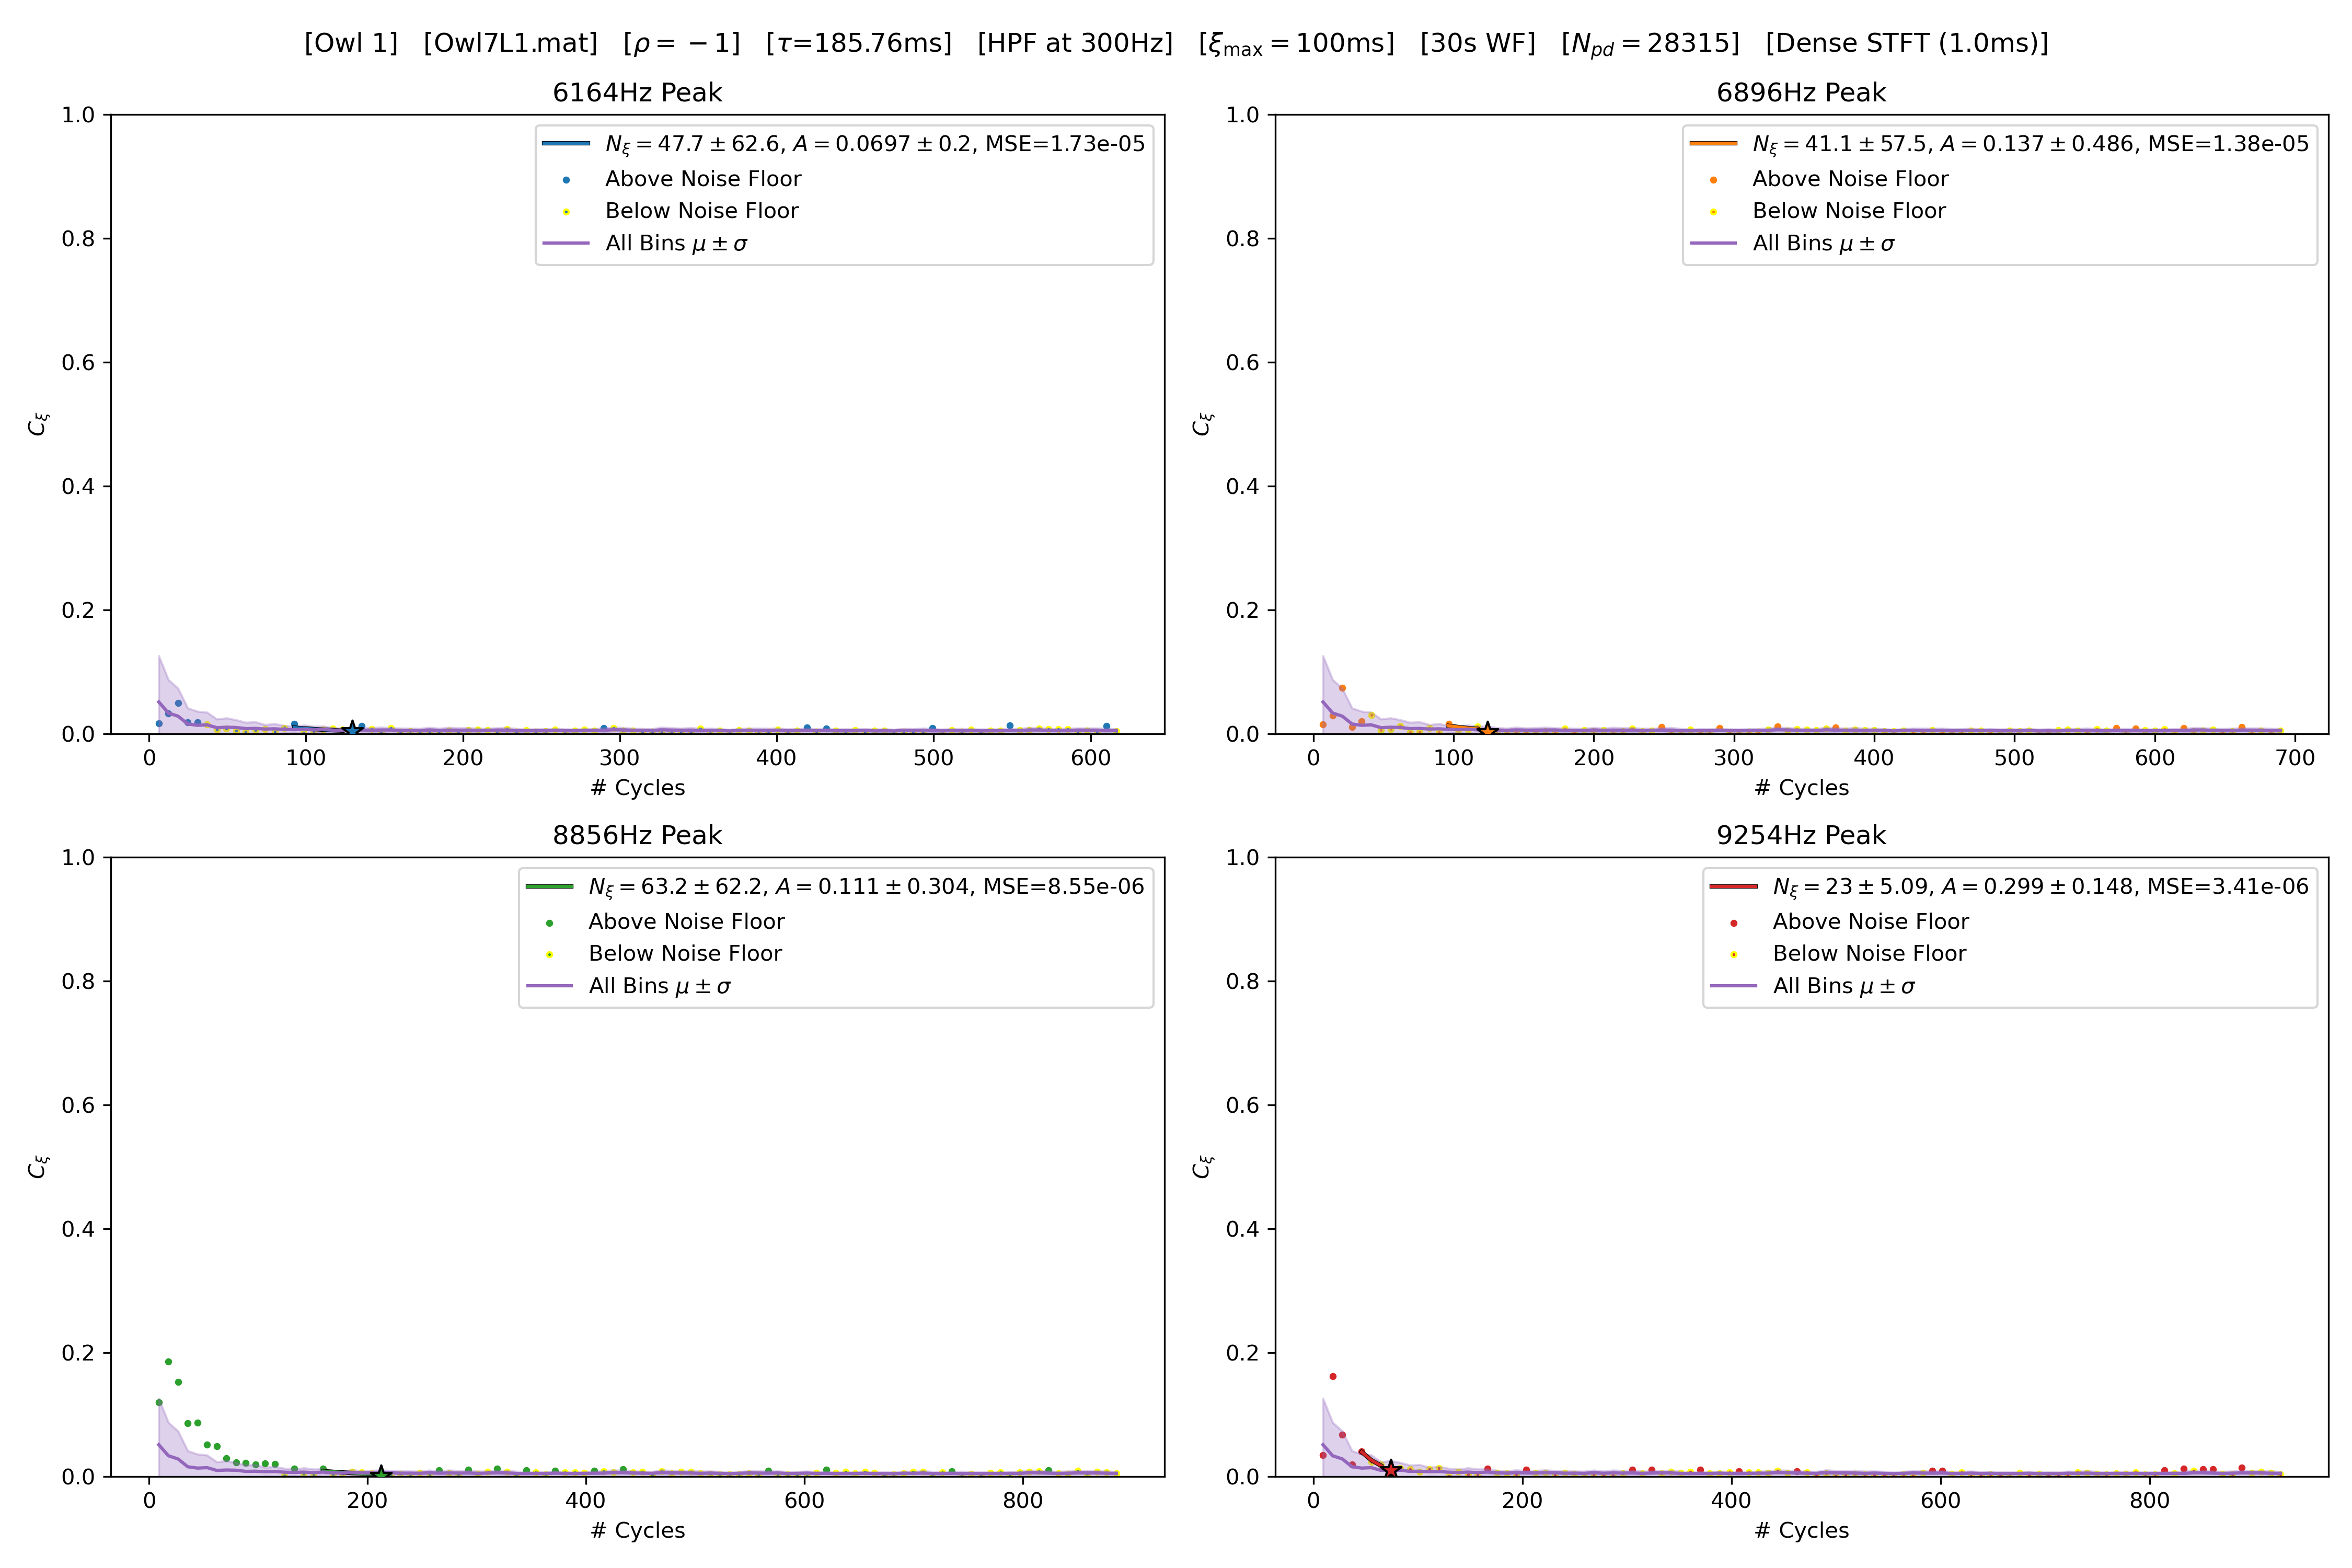 [Owl 1] [Owl7L1.mat] [ρ = −1] [τ=185.76ms] [HPF at 300Hz] [ξmax = 100ms] [30s WF] [Npd = 28315] [Dense STFT (1.0ms)]
6164Hz Peak
Nξ = 47.7 ± 62.6, A = 0.0697 ± 0.2, MSE=1.73e-05
Above Noise Floor
Below Noise Floor
All Bins μ ± σ
1.0
0.8
0.6
0.4
0.2
0.0
Cξ
0 100 200 300 400 500 600
# Cycles
6896Hz Peak
Nξ = 41.1 ± 57.5, A = 0.137 ± 0.486, MSE=1.38e-05
Above Noise Floor
Below Noise Floor
All Bins μ ± σ
1.0
0.8
0.6
0.4
0.2
0.0
Cξ
0 100 200 300 400 500 600 700
# Cycles
8856Hz Peak
Nξ = 63.2 ± 62.2, A = 0.111 ± 0.304, MSE=8.55e-06
Above Noise Floor
Below Noise Floor
All Bins μ ± σ
1.0
0.8
0.6
0.4
0.2
0.0
Cξ
0 200 400 600 800
# Cycles
9254Hz Peak
Nξ = 23 ± 5.09, A = 0.299 ± 0.148, MSE=3.41e-06
Above Noise Floor
Below Noise Floor
All Bins μ ± σ
1.0
0.8
0.6
0.4
0.2
0.0
Cξ
0 200 400 600 800
# Cycles